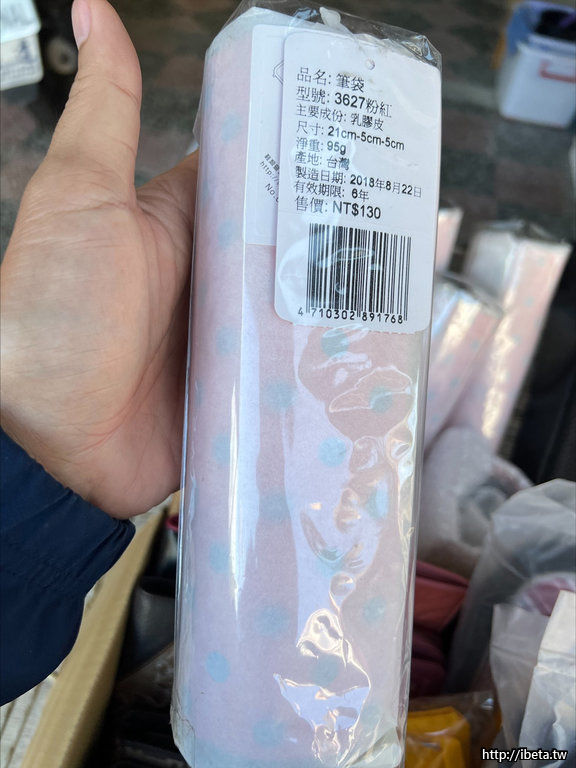 品名: 筆袋
型號: 3627粉紅
主要成份: 乳膠皮
尺寸: 21cm-5cm-5cm
淨重: 95g
產地: 台灣
製造日期: 2018年8月22日
有效期限: 6年
售價: NT$130
4 710302 891768
http://ibeta.tw